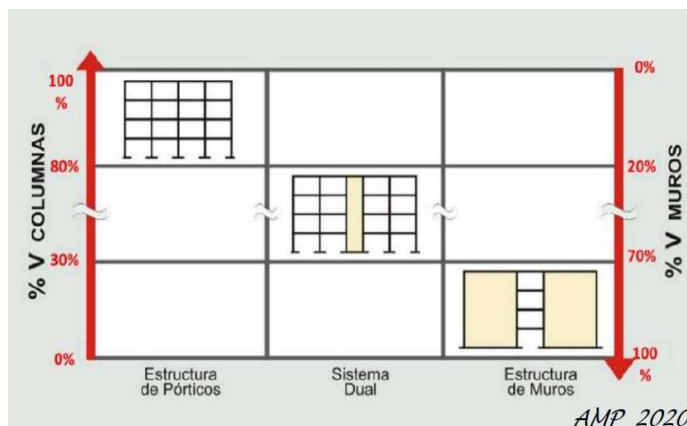 100
%
80%
30%
0%
% V COLUMNAS
0%
20%
70%
100
%
% V MUROS
Estructura
de Pórticos
Sistema
Dual
Estructura
de Muros
AMP 2020